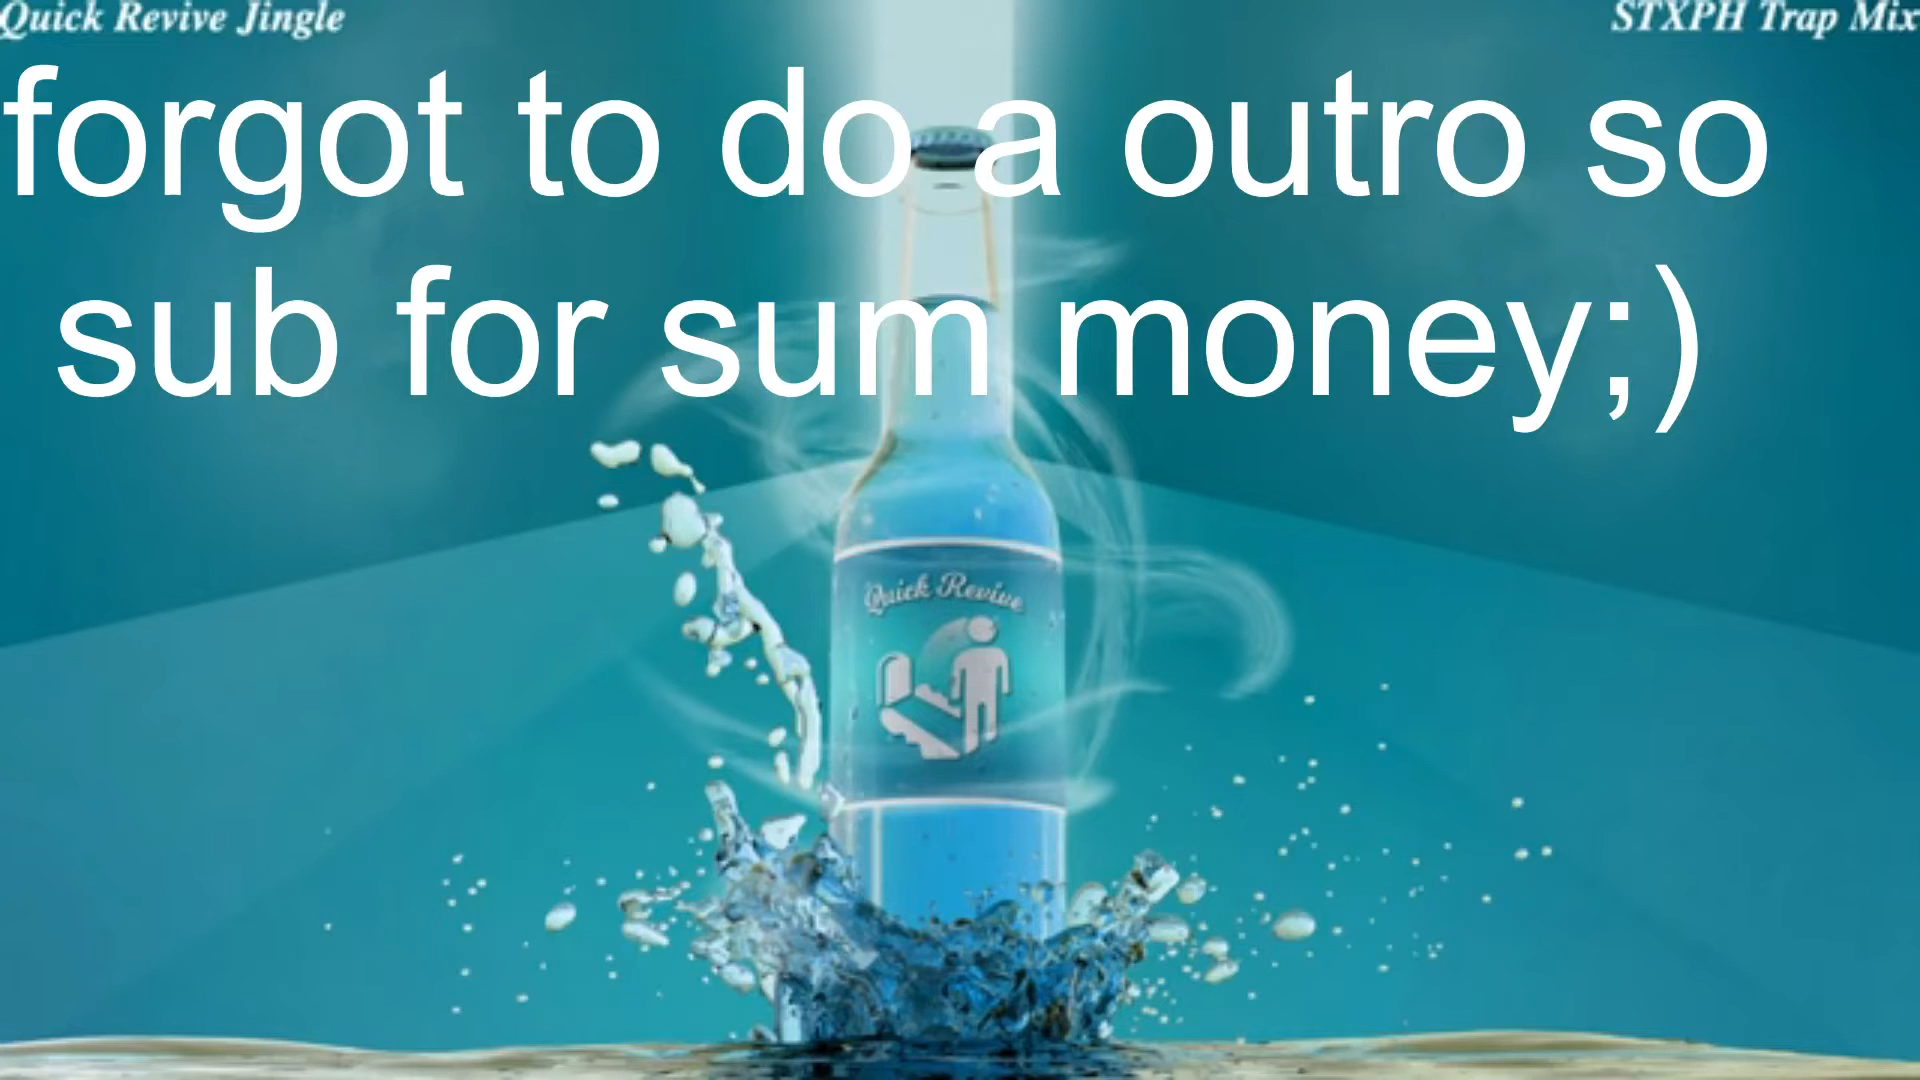 Quick Revive Jingle
STXPH Trap Mix
forgot to do a outro so
sub for sum money;)
Quick Revive